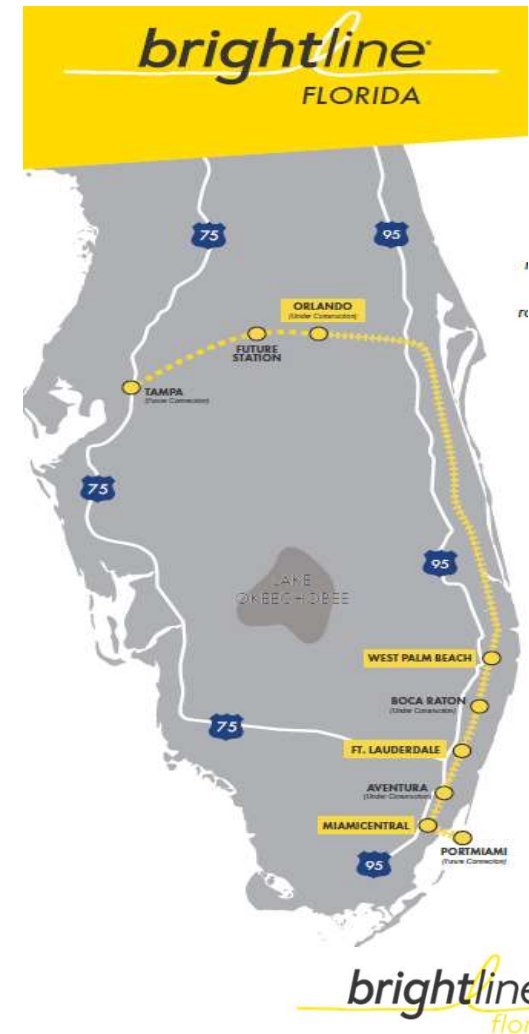 brightline
FLORIDA
75
95
ORLANDO
(Under Construction)
FUTURE
STATION
TAMPA
(Future Connection)
75
95
LAKE
OKEECHOBEE
WEST PALM BEACH
BOCA RATON
(Under Construction)
75
FT. LAUDERDALE
AVENTURA
(Under Construction)
MIAMICENTRAL
PORTMIAMI
(Future Connection)
95
brightline
flor